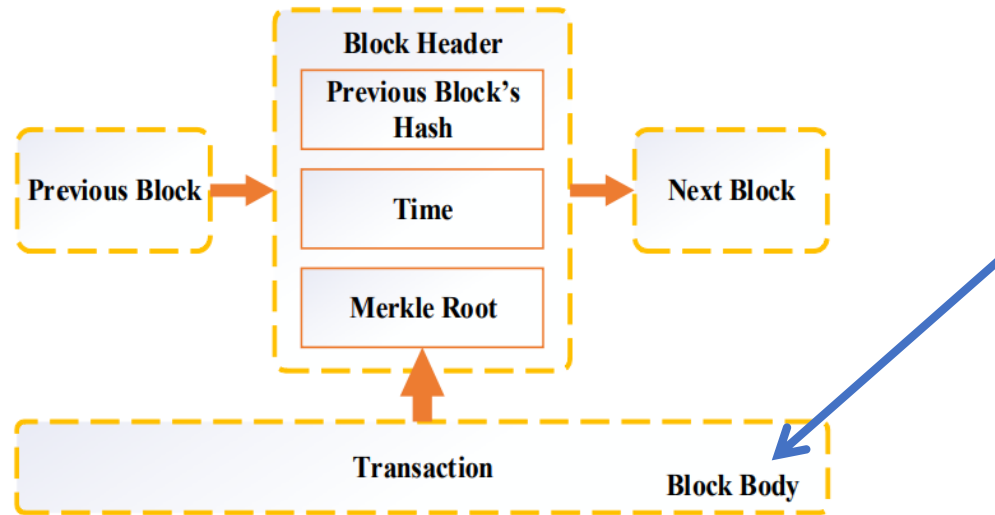 Block Header
Previous Block’s
Hash
Previous Block
Time
Next Block
Merkle Root
Transaction
Block Body